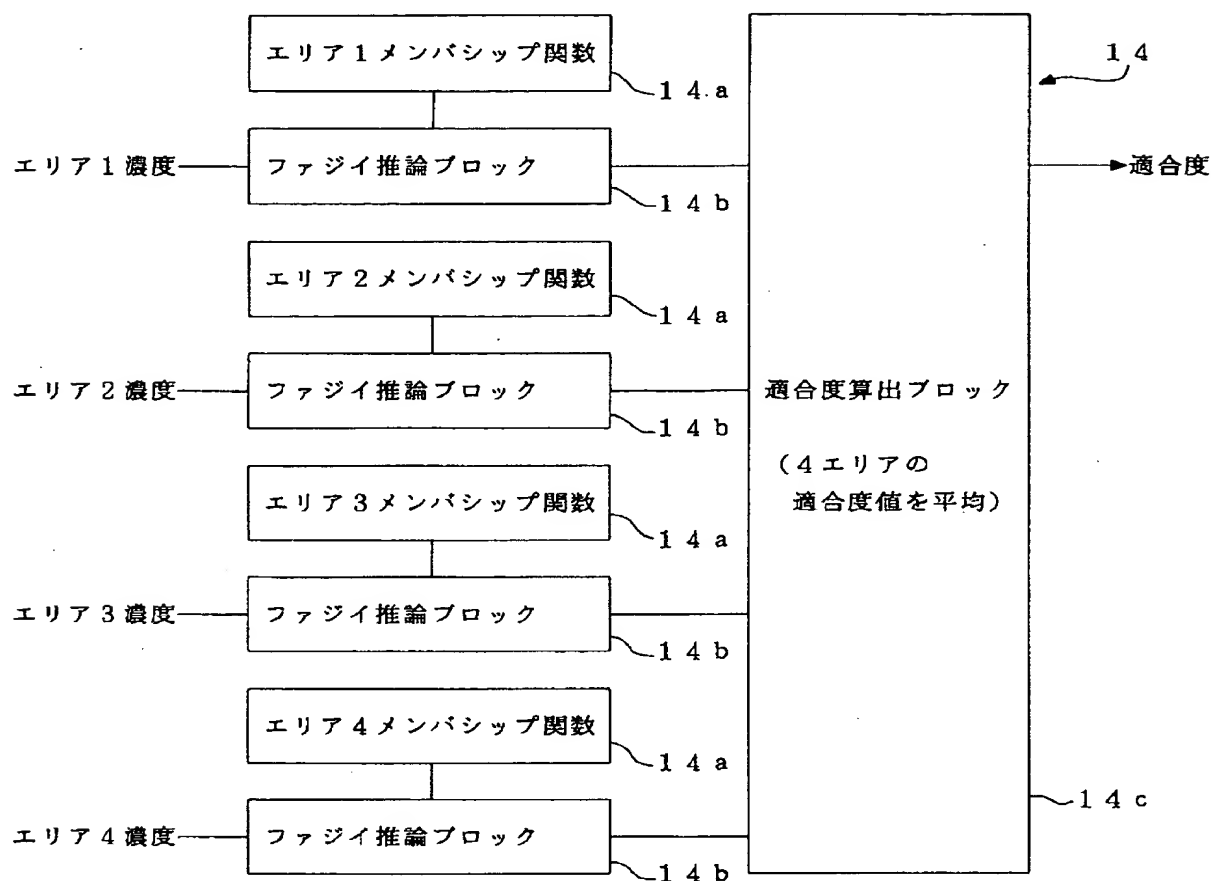 エリア1メンバシップ関数
14
14a
エリア1濃度
ファジイ推論ブロック
適合度
14b
エリア2メンバシップ関数
14a
エリア2濃度
ファジイ推論ブロック
適合度算出ブロック
14b
(4エリアの
適合度値を平均)
エリア3メンバシップ関数
14a
エリア3濃度
ファジイ推論ブロック
14b
エリア4メンバシップ関数
14a
14c
エリア4濃度
ファジイ推論ブロック
14b